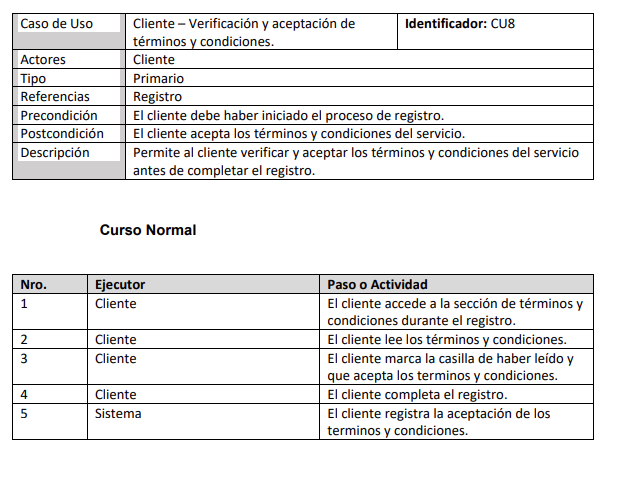 Caso de Uso Cliente – Verificación y aceptación de Identificador: CU8
términos y condiciones.
Actores Cliente
Tipo Primario
Referencias Registro
Precondición El cliente debe haber iniciado el proceso de registro.
Postcondición El cliente acepta los términos y condiciones del servicio.
Descripción Permite al cliente verificar y aceptar los términos y condiciones del servicio
antes de completar el registro.
Curso Normal
Nro. Ejecutor Paso o Actividad
1 Cliente El cliente accede a la sección de términos y
condiciones durante el registro.
2 Cliente El cliente lee los términos y condiciones.
3 Cliente El cliente marca la casilla de haber leído y
que acepta los terminos y condiciones.
4 Cliente El cliente completa el registro.
5 Sistema El cliente registra la aceptación de los
terminos y condiciones.